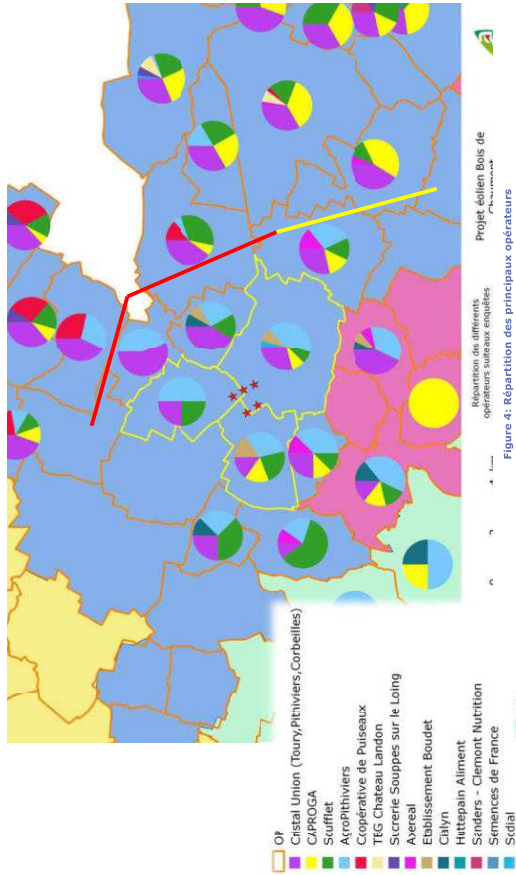 OP
Cristal Union (Toury,Pithiviers,Corbeilles)
CAPROGA
Soufflet
AgroPithiviers
Coopérative de Puiseaux
TEG Chateau Landon
Sucrerie Souppes sur le Loing
Axereal
Etablissement Boudet
Cislyn
Huttepain Aliment
Sanders - Clemont Nutrition
Semences de France
Sedial
Projet éolien Bois de
Répartition des différents
opérateurs suiteaux enquêtes
Figure 4: Répartition des principaux opérateurs